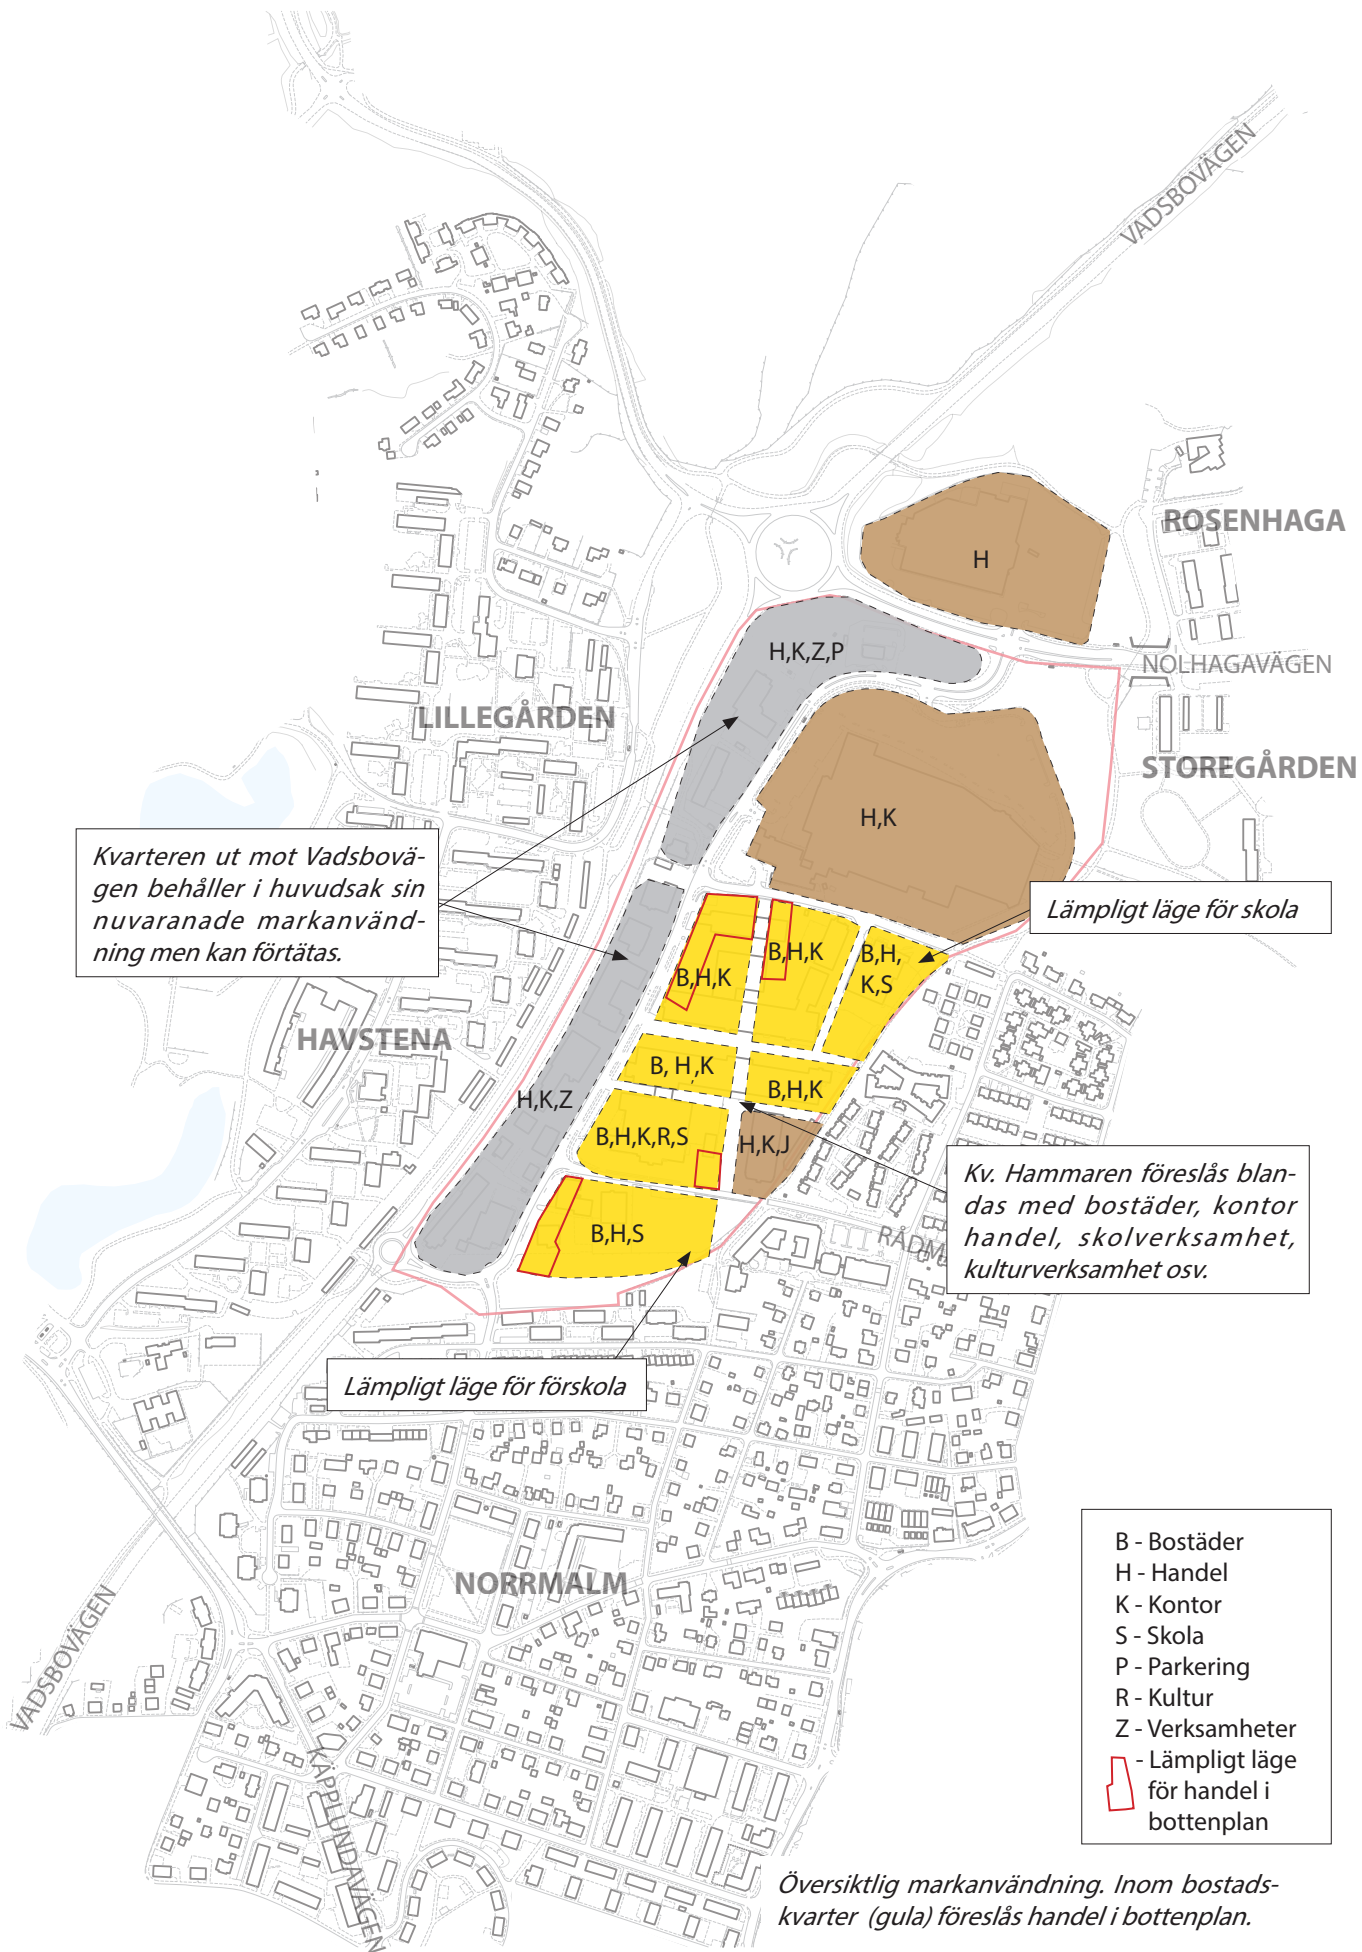 VADSBOVÄGEN
ROSENHAGA
H
H,K,Z,P
NOLHAGAVÄGEN
LILLEGÅRDEN
STOREGÅRDEN
H,K
Kvarteren ut mot Vadsbovä-
gen behåller i huvudsak sin
nuvaranade markanvänd-
ning men kan förtätas.
Lämpligt läge för skola
B,H,K
B,H,
K,S
B,H,K
HAVSTENA
B, H,K
B,H,K
H,K,Z
B,H,K,R,S
H,K,J
Kv. Hammaren föreslås blan-
das med bostäder, kontor
handel, skolverksamhet,
kulturverksamhet osv.
B,H,S
RÅDM
Lämpligt läge för förskola
NORRMALM
VADSBOVÄGEN
KÄPPLUNDAVÄGEN
B - Bostäder
H - Handel
K - Kontor
S - Skola
P - Parkering
R - Kultur
Z - Verksamheter
- Lämpligt läge
för handel i
bottenplan
Översiktlig markanvändning. Inom bostads-
kvarter (gula) föreslås handel i bottenplan.